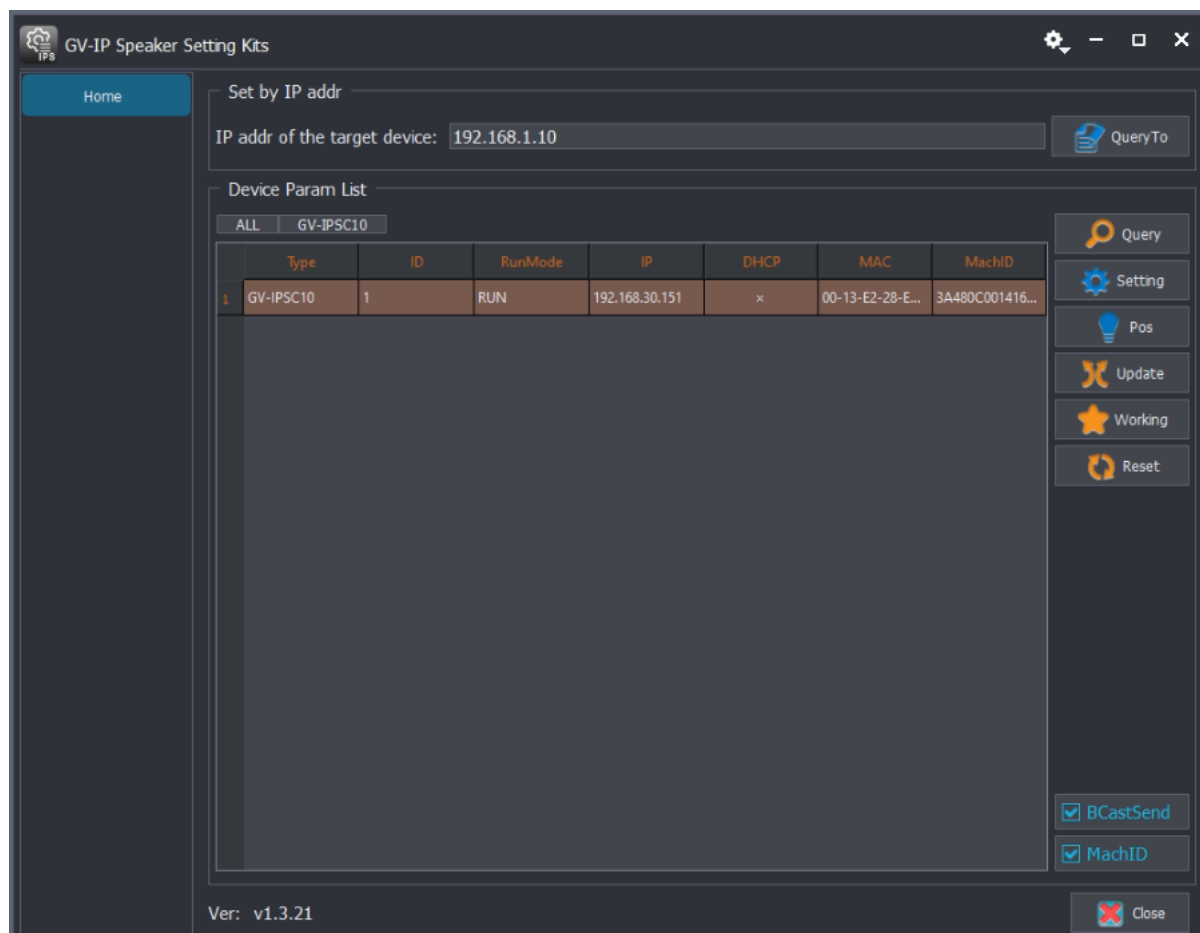 IPS GV-IP Speaker Setting Kits
Home
Set by IP addr
IP addr of the target device: 192.168.1.10 QueryTo
Device Param List
ALL GV-IPSC10
Query
Type ID RunMode IP DHCP MAC MachID
1 GV-IPSC10 1 RUN 192.168.30.151 × 00-13-E2-28-E... 3A480C001416...
Setting
Pos
Update
Working
Reset
BCastSend
MachID
Ver: v1.3.21 Close